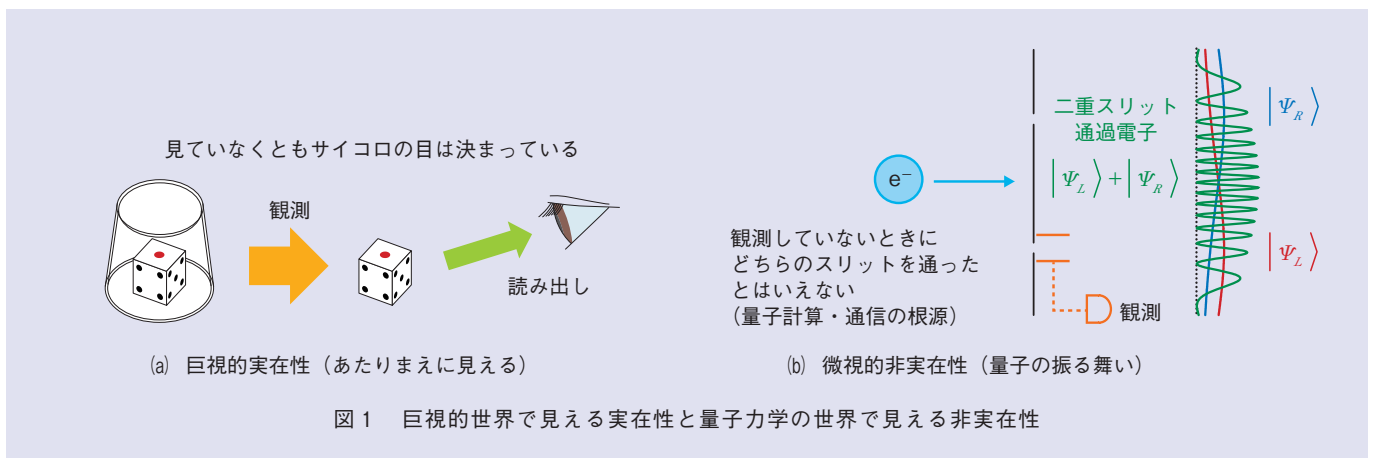 見ていなくともサイコロの目は決まっている
観測
読み出し
(a) 巨視的実在性（あたりまえに見える）
e⁻
二重スリット
通過電子
|Ψ_L⟩+|Ψ_R⟩
|Ψ_R⟩
|Ψ_L⟩
観測していないときに
どちらのスリットを通った
とはいえない
（量子計算・通信の根源）
観測
(b) 微視的非実在性（量子の振る舞い）
図1 巨視的世界で見える実在性と量子力学の世界で見える非実在性